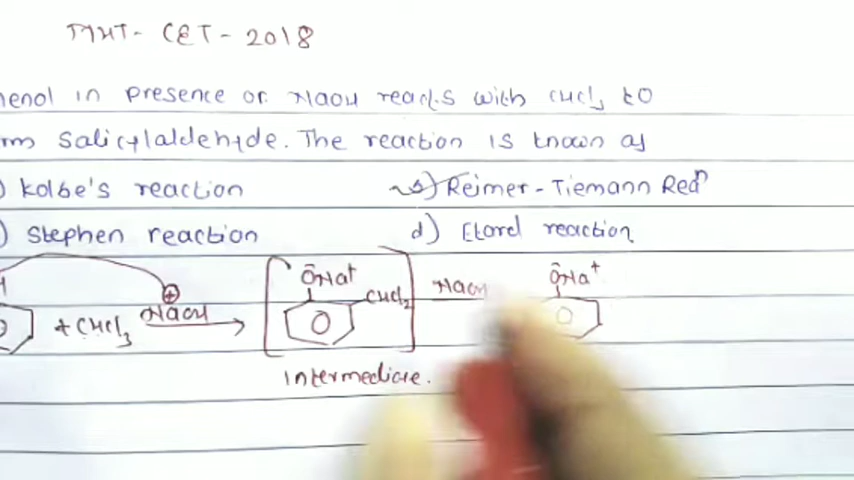 MHT- CET - 2018
henol in presence of NaOH reacts with CHCl3 to
rm Salicylaldehyde. The reaction is known as
) Kolbe's reaction b) Reimer-Tiemann Reaⁿ
) Stephen reaction d) Etard reaction
H ŌNa+ ŌNa+
+ CHCl3 NaOH CHCl2 NaOH
Intermediate.